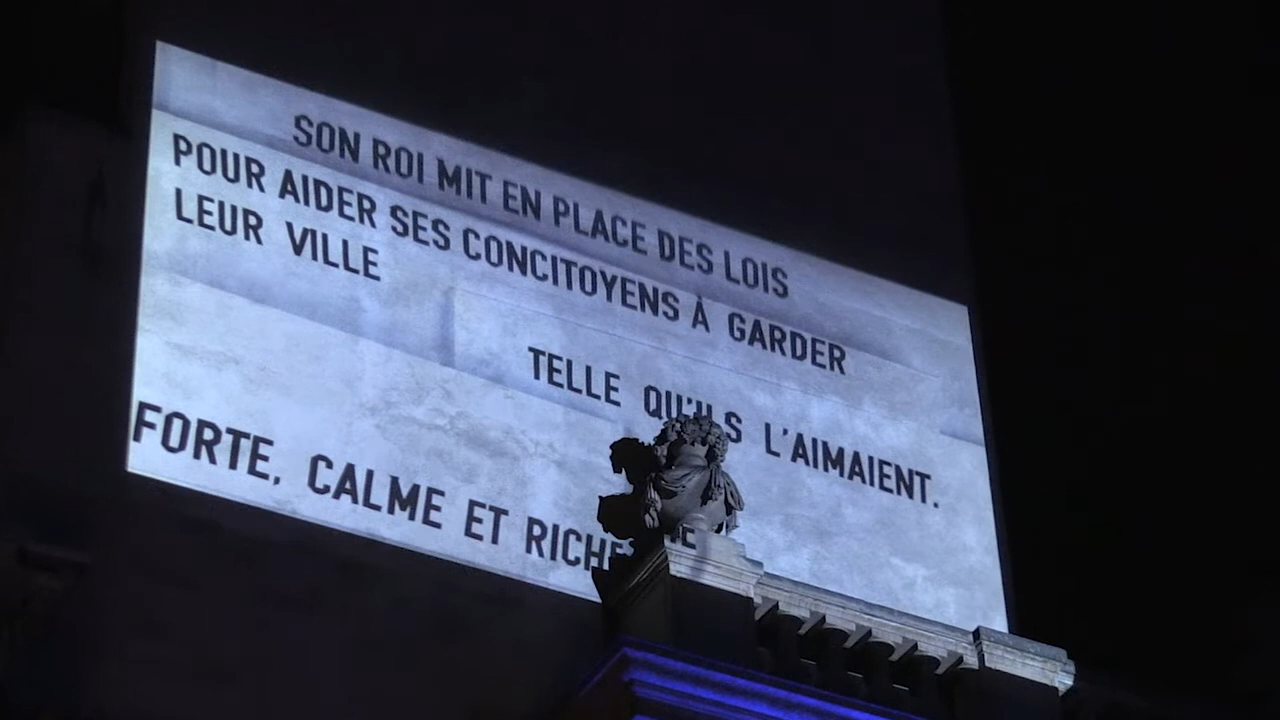 SON ROI MIT EN PLACE DES LOIS
POUR AIDER SES CONCITOYENS À GARDER
LEUR VILLE
TELLE QU'ILS L'AIMAIENT.
FORTE, CALME ET